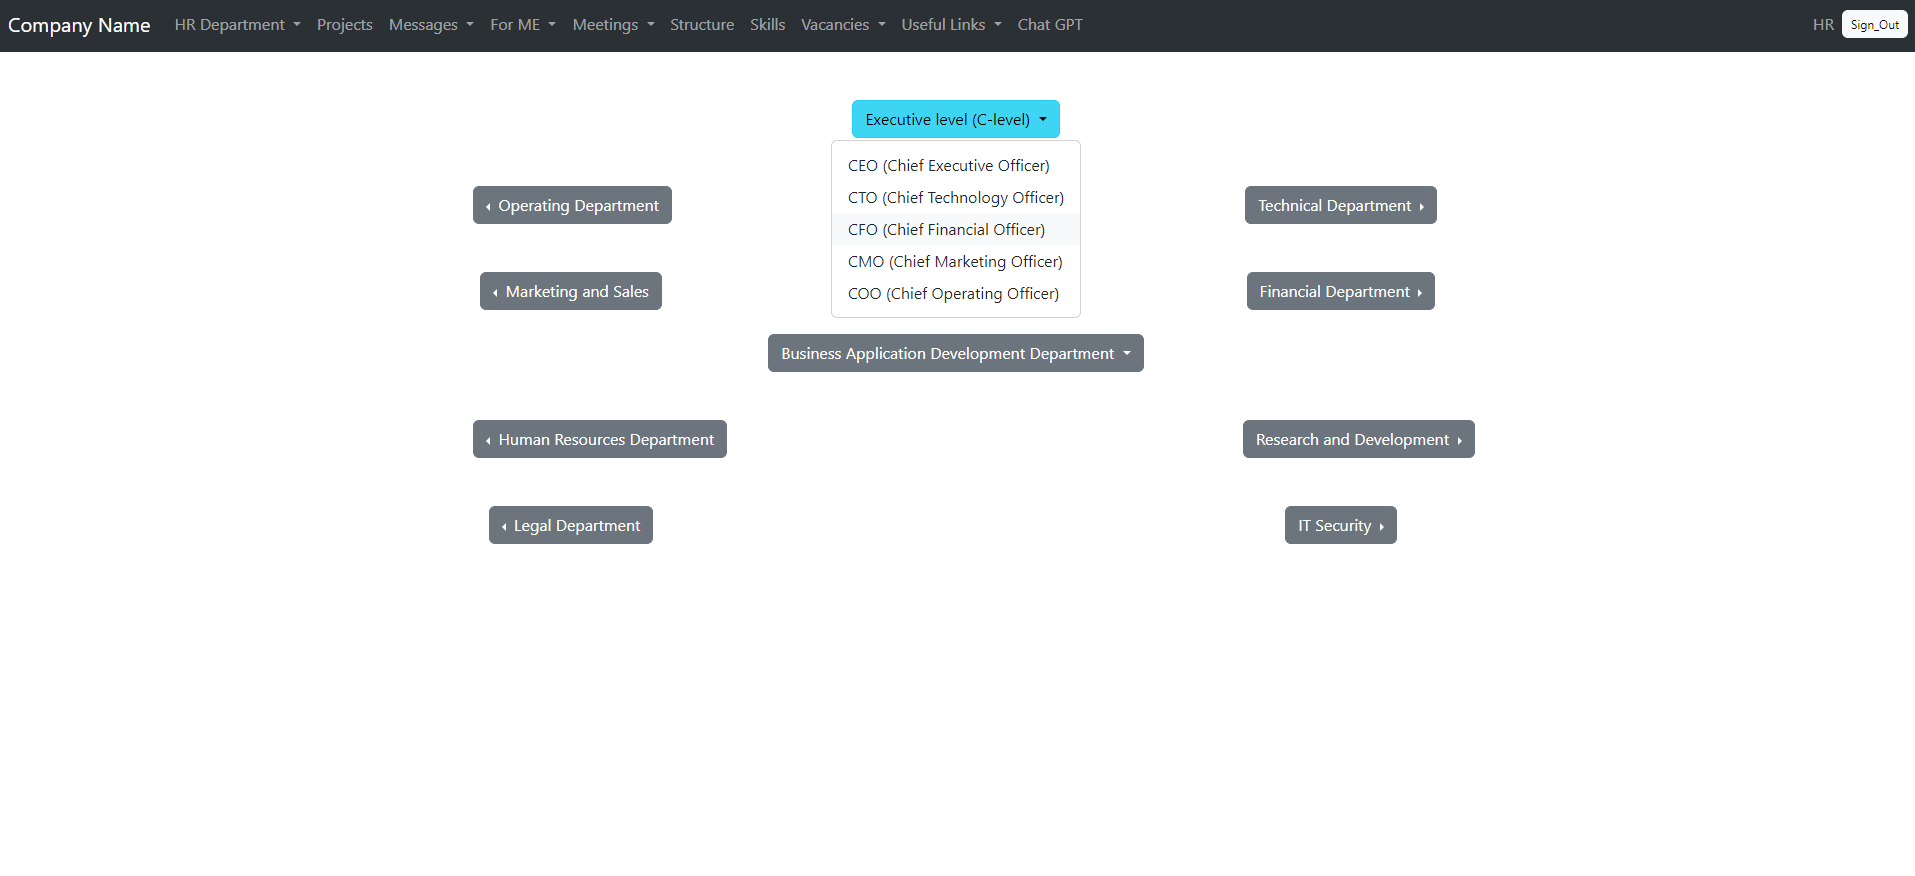 Company Name HR Department Projects Messages For ME Meetings Structure Skills Vacancies Useful Links Chat GPT HR Sign_Out
Executive level (C-level)
CEO (Chief Executive Officer)
CTO (Chief Technology Officer)
Operating Department
Technical Department
CFO (Chief Financial Officer)
CMO (Chief Marketing Officer)
Marketing and Sales
COO (Chief Operating Officer)
Financial Department
Business Application Development Department
Human Resources Department
Research and Development
Legal Department
IT Security